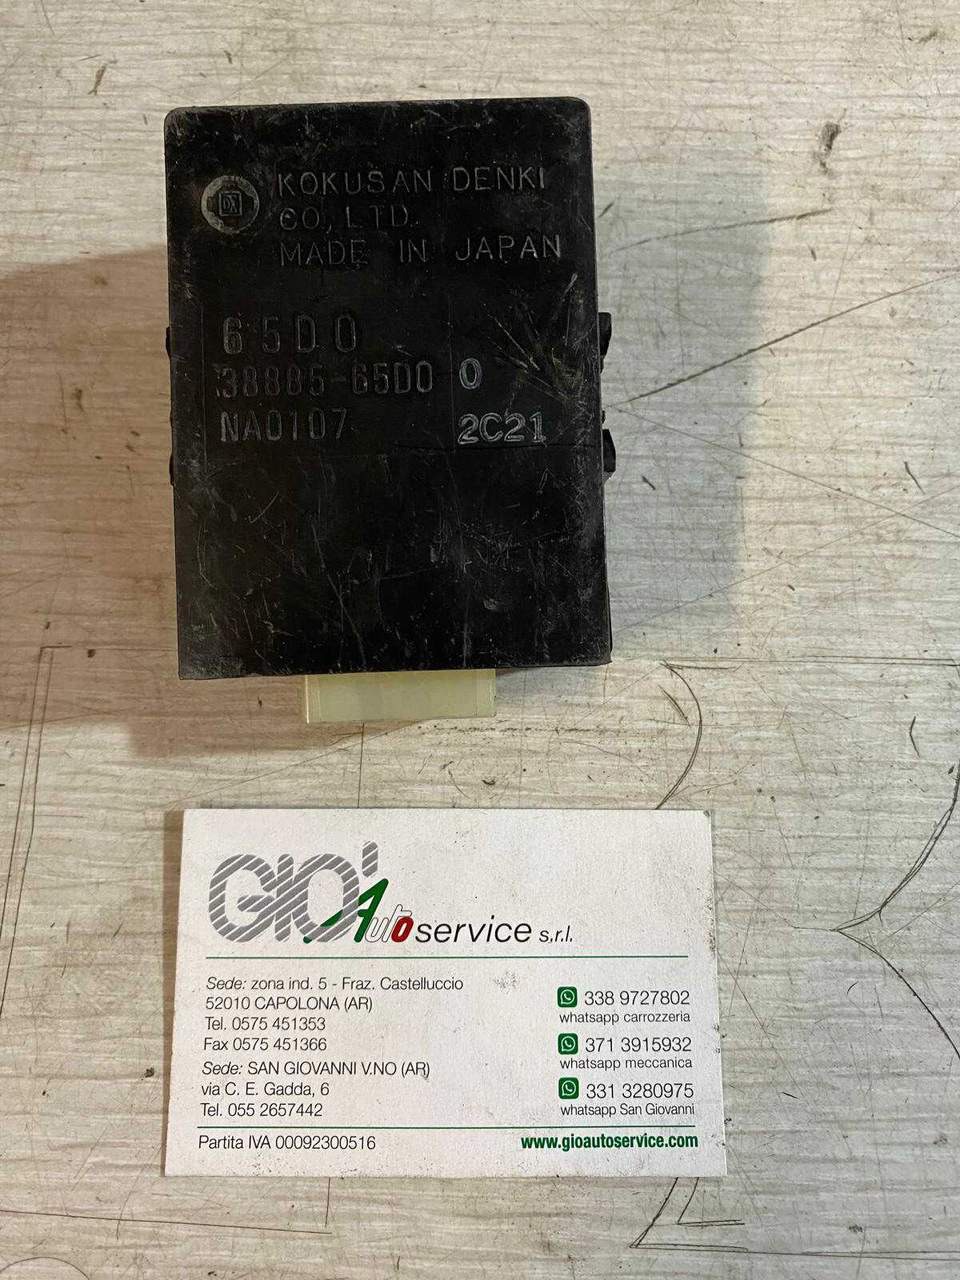 KOKUSAN DENKI
CO., LTD.
MADE IN JAPAN
65D0
38885-65D0 0
NA0107 2C21
GIO' Auto service s.r.l.
Sede: zona ind. 5 - Fraz. Castelluccio
52010 CAPOLONA (AR)
Tel. 0575 451353
Fax 0575 451366
Sede: SAN GIOVANNI V.NO (AR)
via C. E. Gadda, 6
Tel. 055 2657442
338 9727802
whatsapp carrozzeria
371 3915932
whatsapp meccanica
331 3280975
whatsapp San Giovanni
Partita IVA 00092300516
www.gioautoservice.com